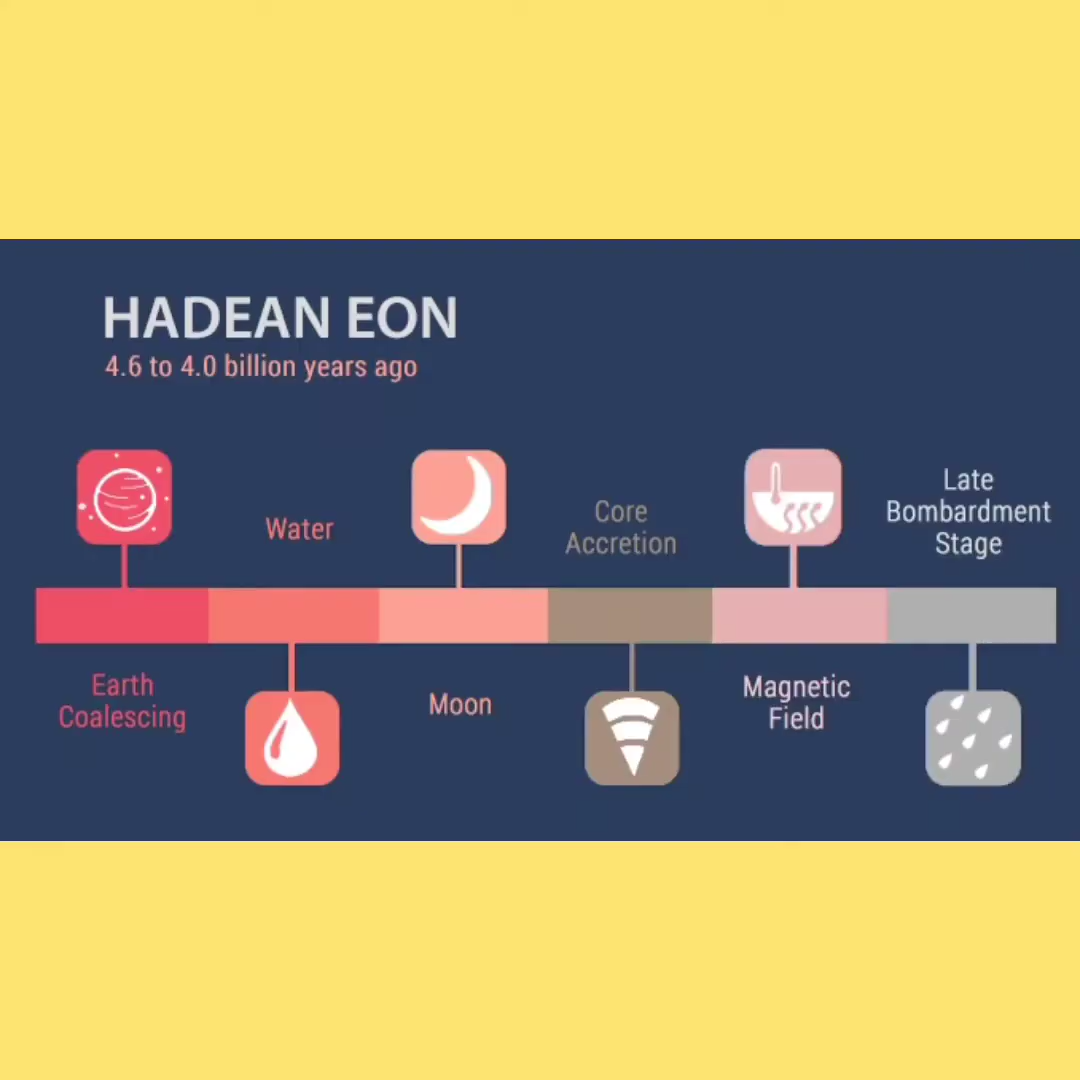 HADEAN EON
4.6 to 4.0 billion years ago
Earth
Coalescing
Water
Moon
Core
Accretion
Magnetic
Field
Late
Bombardment
Stage